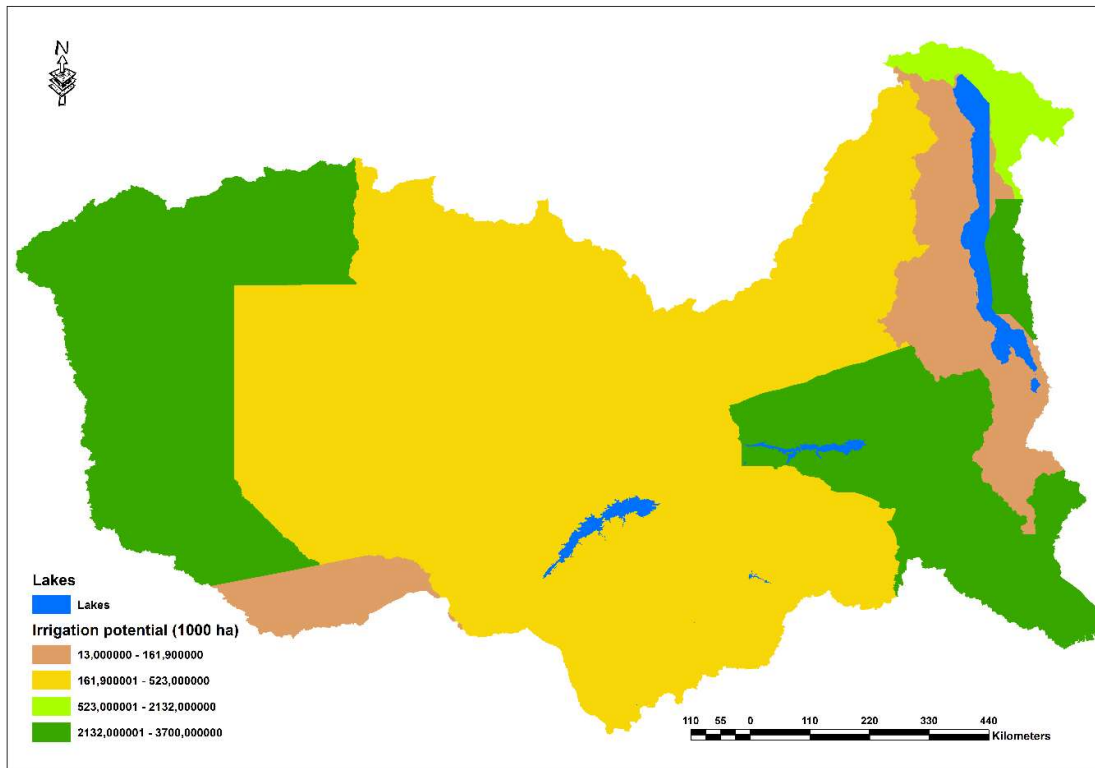 N
Lakes
Lakes
Irrigation potential (1000 ha)
13,000000 - 161,900000
161,900001 - 523,000000
523,000001 - 2132,000000
2132,000001 - 3700,000000
110 55 0 110 220 330 440
Kilometers